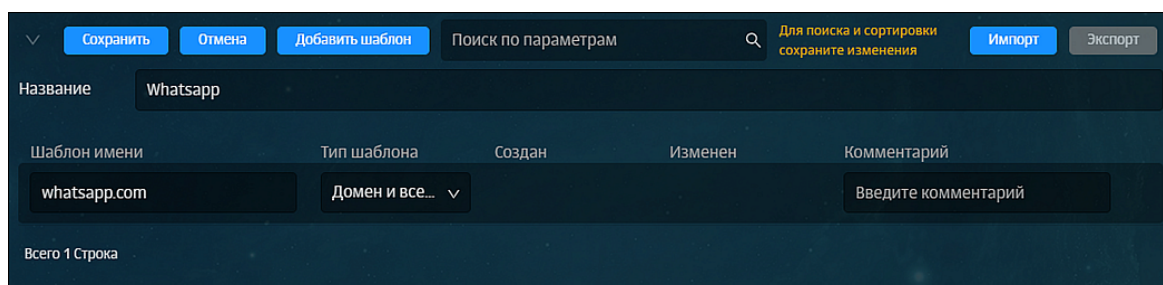 Сохранить Отмена Добавить шаблон Поиск по параметрам Для поиска и сортировки сохраните изменения Импорт Экспорт
Название Whatsapp
Шаблон имени Тип шаблона Создан Изменен Комментарий
whatsapp.com Домен и все... Введите комментарий
Всего 1 Строка